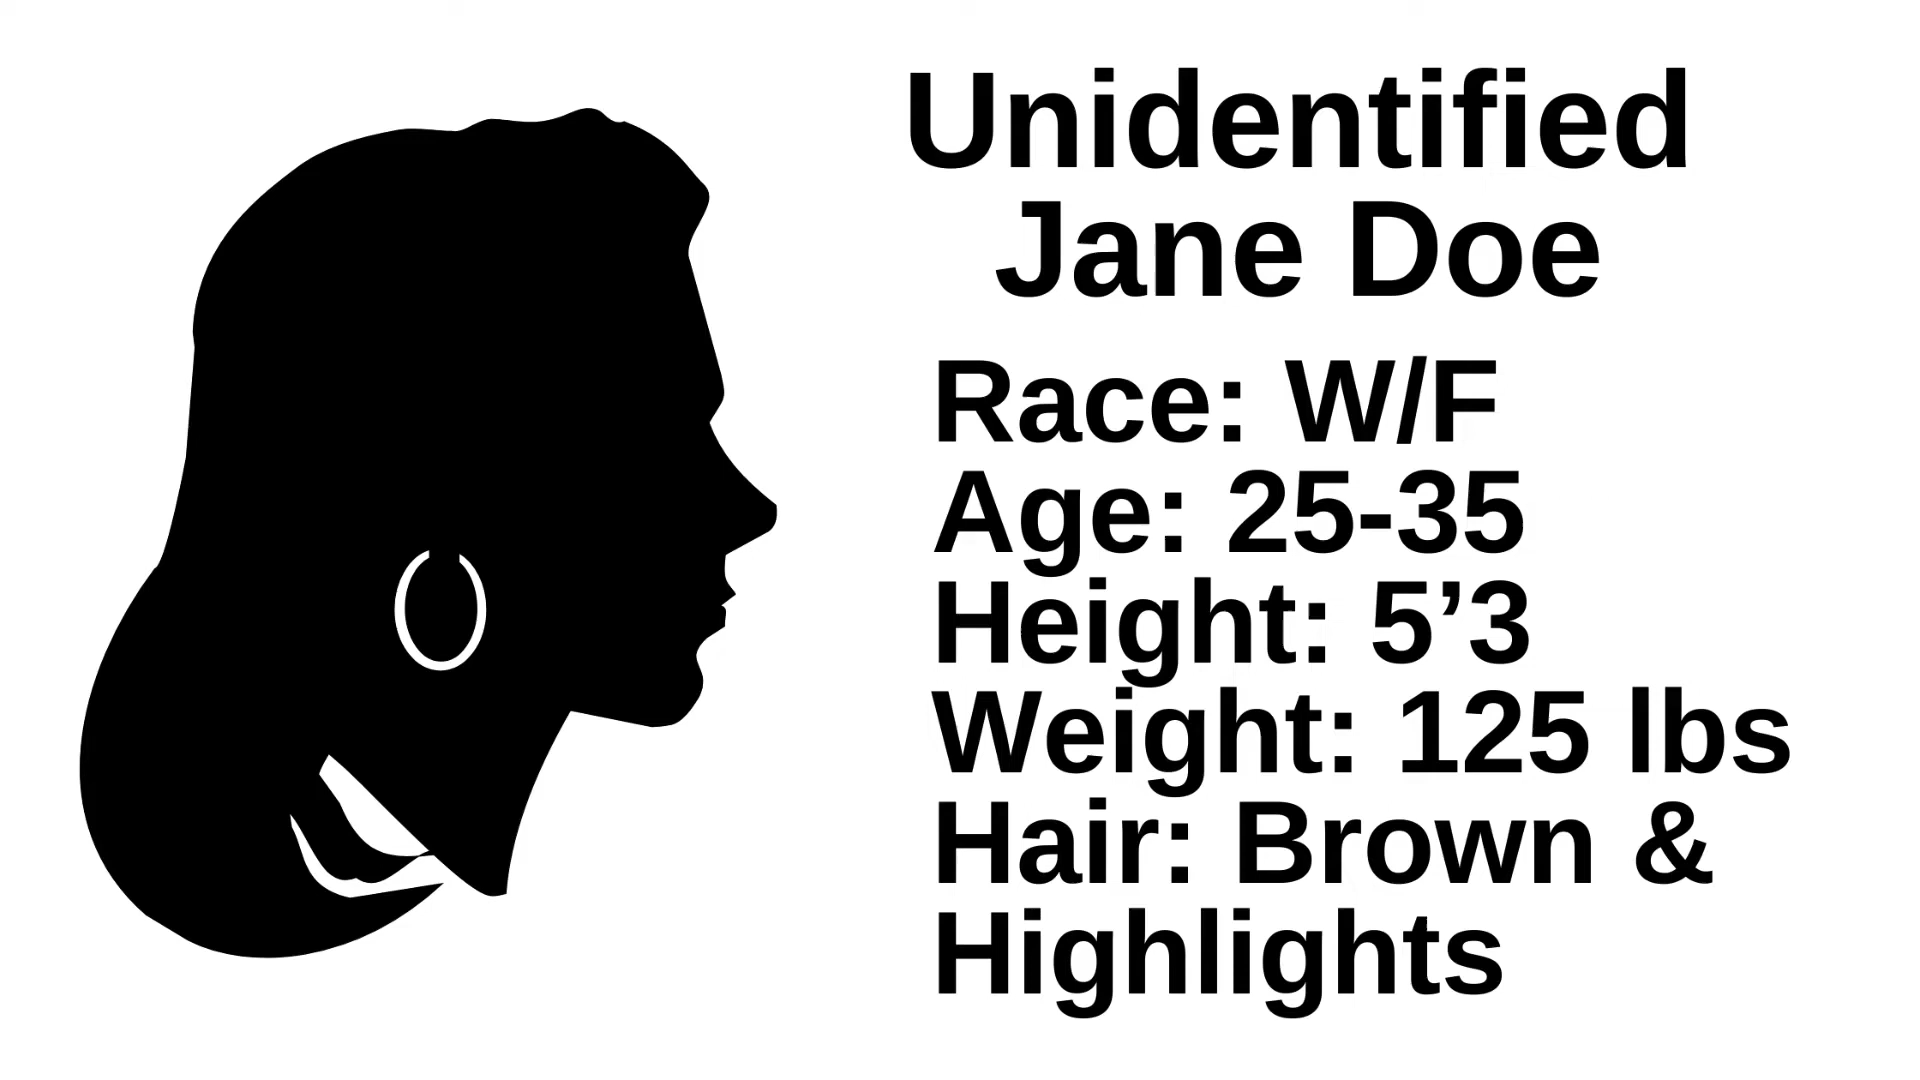 Unidentified
Jane Doe
Race: W/F
Age: 25-35
Height: 5’3
Weight: 125 lbs
Hair: Brown &
Highlights